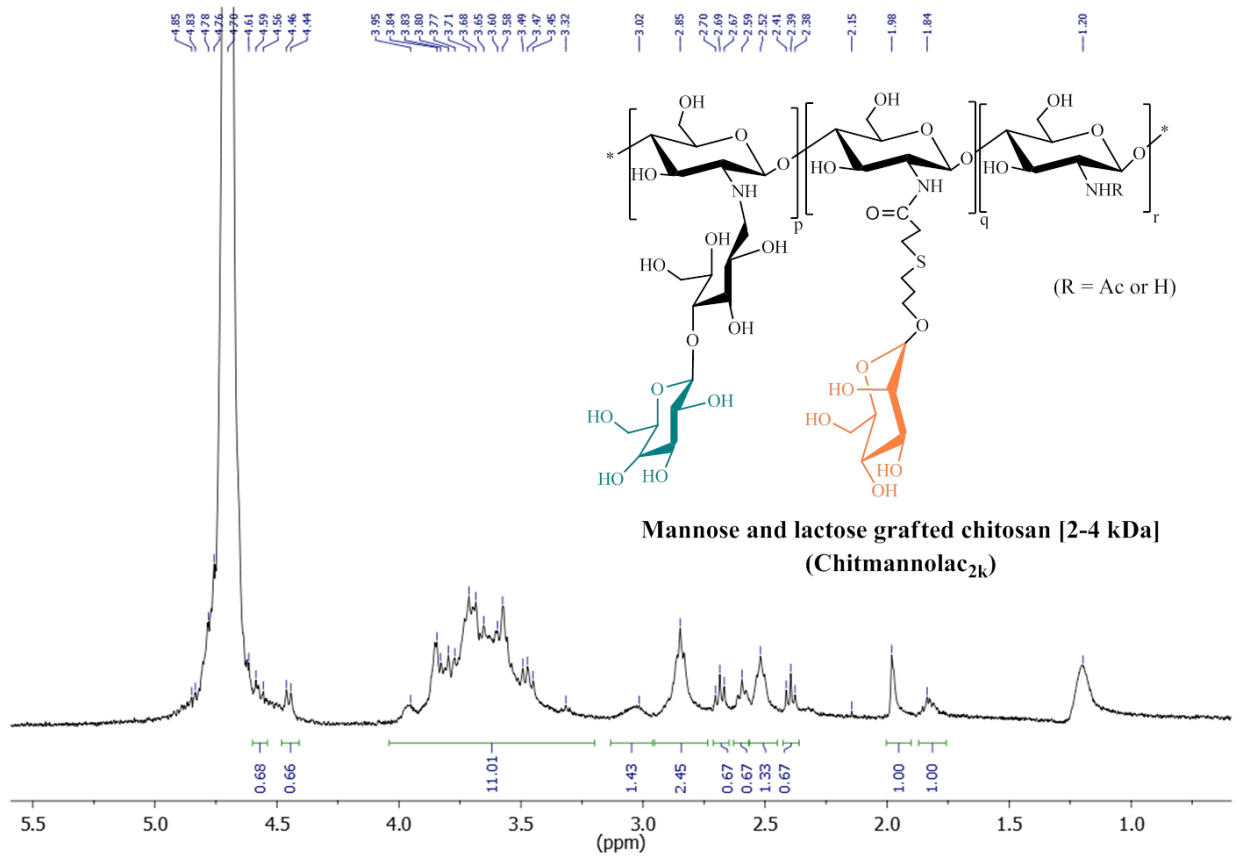 4.85 4.83 4.78 4.76 4.70 4.61 4.59 4.56 4.46 4.44 3.95 3.84 3.83 3.80 3.77 3.71 3.68 3.65 3.60 3.58 3.49 3.47 3.45 3.32 3.02 2.85 2.70 2.69 2.67 2.59 2.52 2.41 2.39 2.38 2.15 1.98 1.84 1.20
OH OH OH
* O O O O O O *
HO HO HO
NH NH NHR
p q r
O
OH OH
HO S
HO OH (R = Ac or H)
O O
O OH O
HO HO
HO HO
HO OH HO
OH
Mannose and lactose grafted chitosan [2-4 kDa]
(Chitmannolac2k)
0.68 0.66 11.01 1.43 2.45 0.67 0.67 1.33 0.67 1.00 1.00
5.5 5.0 4.5 4.0 3.5 3.0 2.5 2.0 1.5 1.0
(ppm)